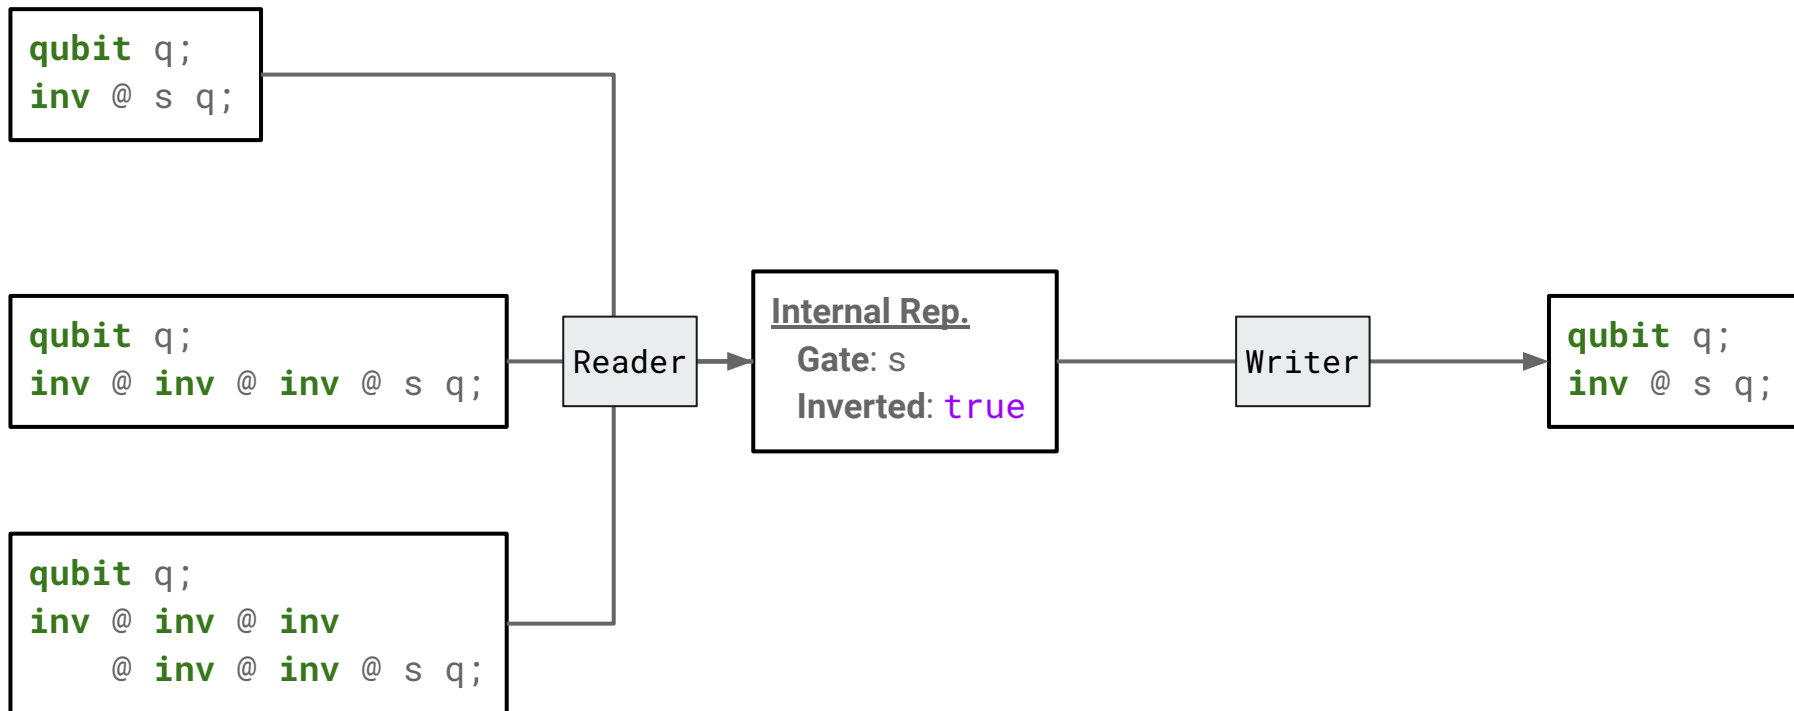 qubit q;
inv @ s q;
qubit q;
inv @ inv @ inv @ s q;
qubit q;
inv @ inv @ inv
@ inv @ inv @ s q;
Reader
Internal Rep.
Gate: s
Inverted: true
Writer
qubit q;
inv @ s q;